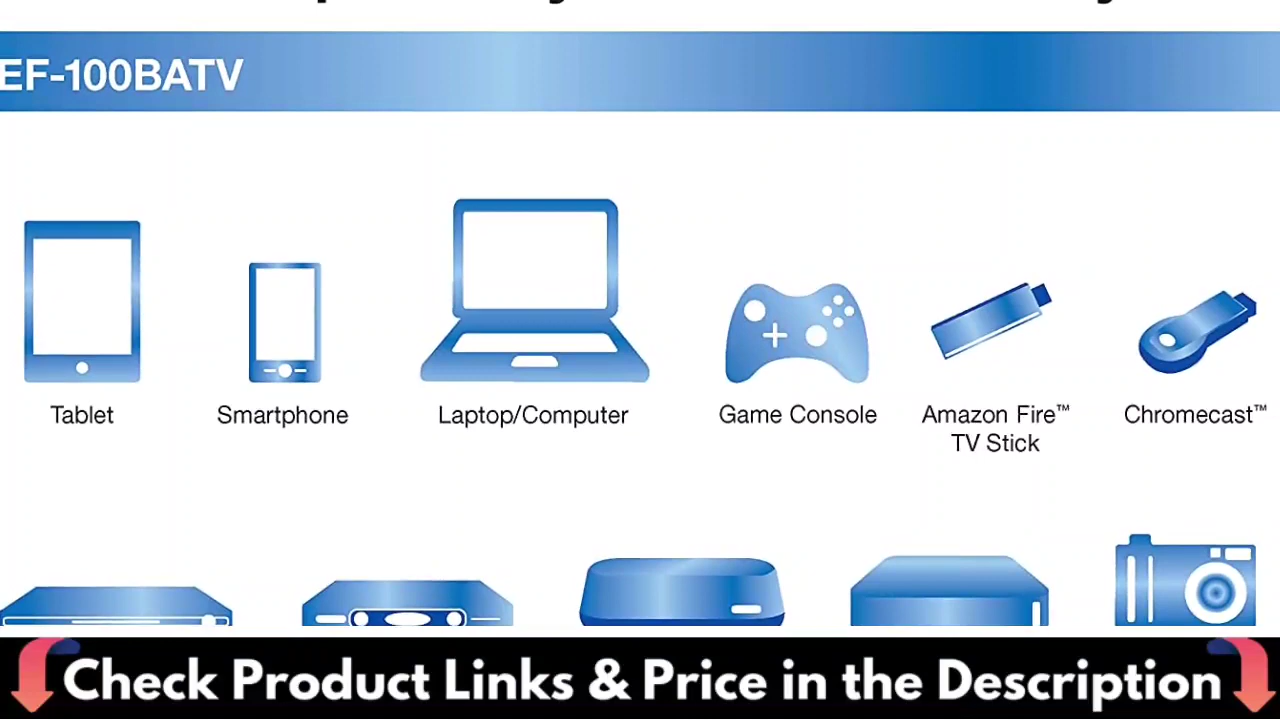 EF-100BATV
Tablet
Smartphone
Laptop/Computer
Game Console
Amazon Fire™
TV Stick
Chromecast™
Check Product Links & Price in the Description